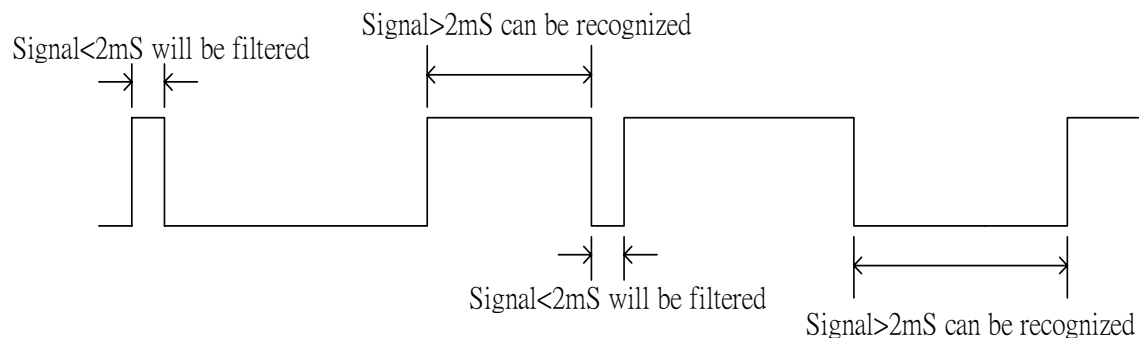 Signal>2mS can be recognized
Signal<2mS will be filtered
Signal<2mS will be filtered
Signal>2mS can be recognized